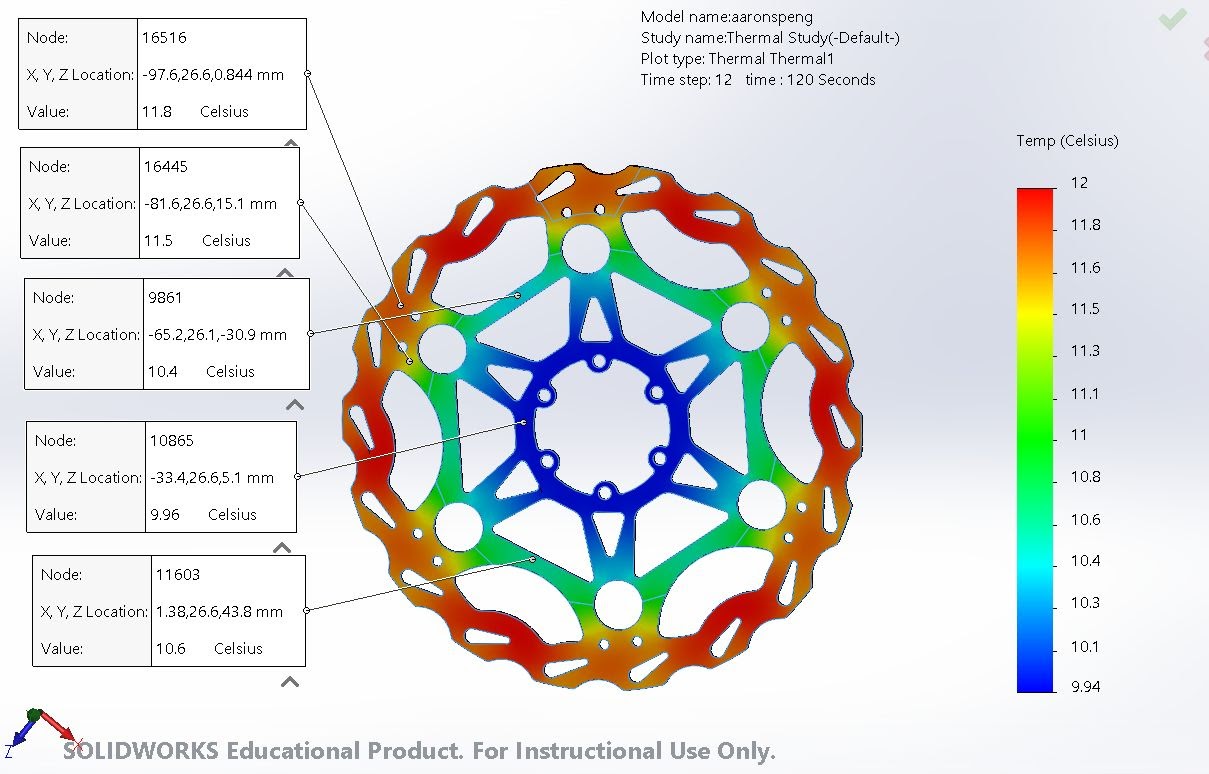 Model name:aaronspeng
Study name:Thermal Study(-Default-)
Plot type: Thermal Thermal1
Time step: 12 time : 120 Seconds
Node: 16516
X, Y, Z Location: -97.6,26.6,0.844 mm
Value: 11.8 Celsius
Node: 16445
X, Y, Z Location: -81.6,26.6,15.1 mm
Value: 11.5 Celsius
Node: 9861
X, Y, Z Location: -65.2,26.1,-30.9 mm
Value: 10.4 Celsius
Node: 10865
X, Y, Z Location: -33.4,26.6,5.1 mm
Value: 9.96 Celsius
Node: 11603
X, Y, Z Location: 1.38,26.6,43.8 mm
Value: 10.6 Celsius
Temp (Celsius)
12
11.8
11.6
11.5
11.3
11.1
11
10.8
10.6
10.4
10.3
10.1
9.94
Z
X
SOLIDWORKS Educational Product. For Instructional Use Only.